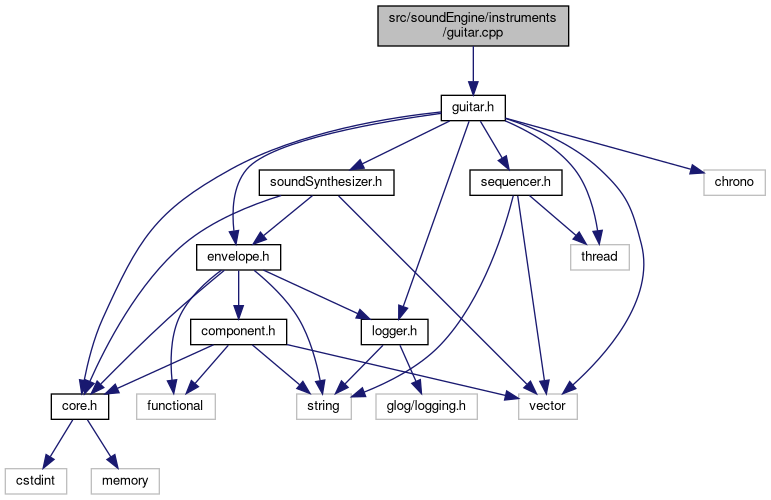 src/soundEngine/instruments
/guitar.cpp
guitar.h
soundSynthesizer.h
sequencer.h
chrono
envelope.h
thread
component.h
logger.h
core.h
functional
string
glog/logging.h
vector
cstdint
memory